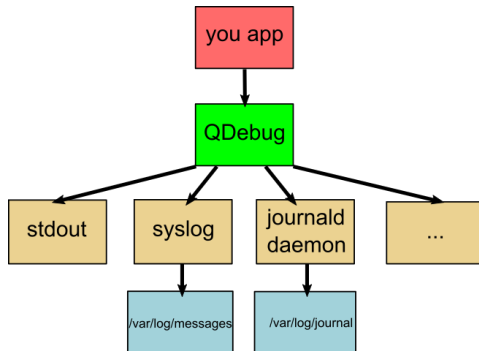 you app
QDebug
stdout
syslog
journald
daemon
...
/var/log/messages
/var/log/journal